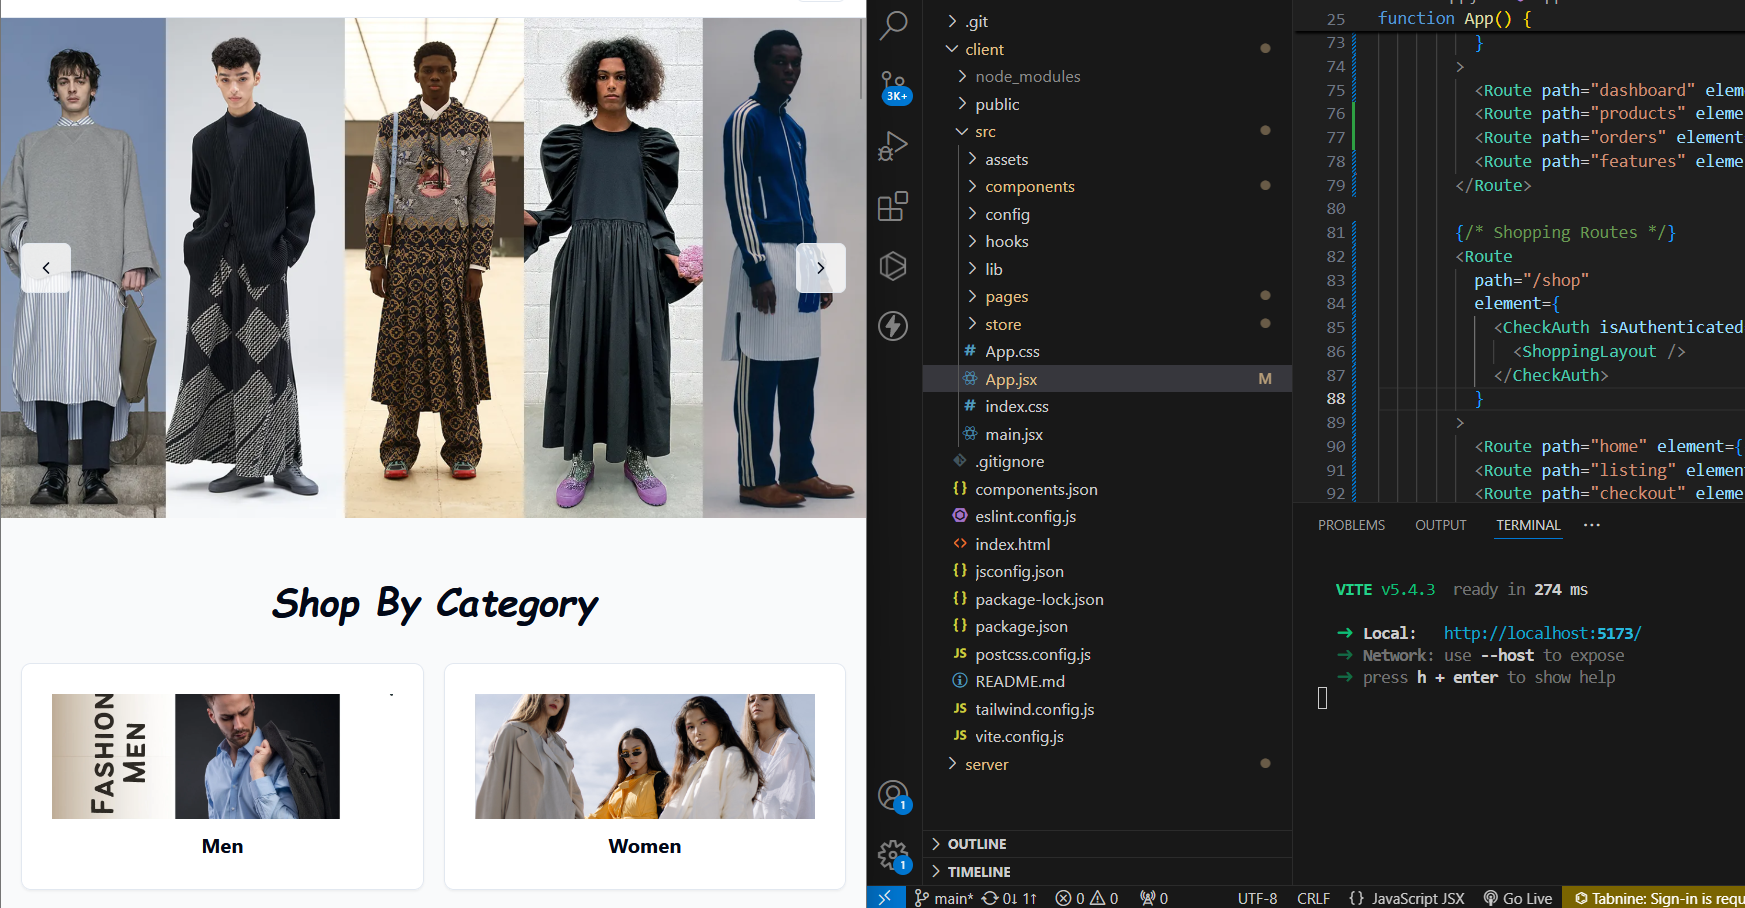 Shop By Category
FASHION
MEN
Men
Women
3K+
1
1
.git
client
node_modules
public
src
assets
components
config
hooks
lib
pages
store
# App.css
App.jsx M
# index.css
main.jsx
.gitignore
{} components.json
eslint.config.js
<> index.html
{} jsconfig.json
{} package-lock.json
{} package.json
JS postcss.config.js
README.md
JS tailwind.config.js
JS vite.config.js
server
OUTLINE
TIMELINE
25 function App() {
73 }
74 >
75 <Route path="dashboard" elem
76 <Route path="products" eleme
77 <Route path="orders" element
78 <Route path="features" eleme
79 </Route>
80
81 {/* Shopping Routes */}
82 <Route
83 path="/shop"
84 element={
85 <CheckAuth isAuthenticated
86 <ShoppingLayout />
87 </CheckAuth>
88 }
89 >
90 <Route path="home" element={
91 <Route path="listing" elemen
92 <Route path="checkout" eleme
PROBLEMS OUTPUT TERMINAL ...
VITE v5.4.3 ready in 274 ms
➜ Local: http://localhost:5173/
➜ Network: use --host to expose
➜ press h + enter to show help
main* 0↓ 1↑ 0 0 0 UTF-8 CRLF {} JavaScript JSX Go Live Tabnine: Sign-in is requ